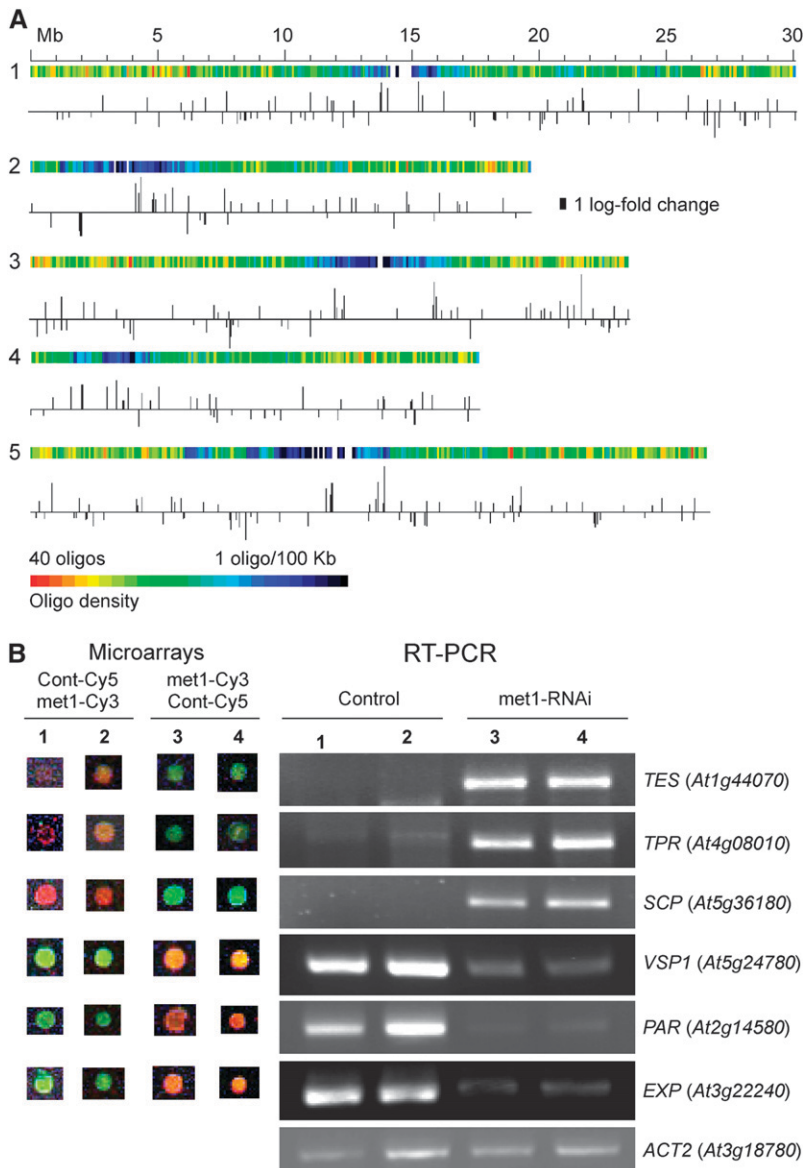 A
Mb 5 10 15 20 25 30
1
2
1 log-fold change
3
4
5
40 oligos 1 oligo/100 Kb
Oligo density
B Microarrays RT-PCR
Cont-Cy5 met1-Cy3
met1-Cy3 Cont-Cy5
Control met1-RNAi
1 2 3 4 1 2 3 4
TES (At1g44070)
TPR (At4g08010)
SCP (At5g36180)
VSP1 (At5g24780)
PAR (At2g14580)
EXP (At3g22240)
ACT2 (At3g18780)